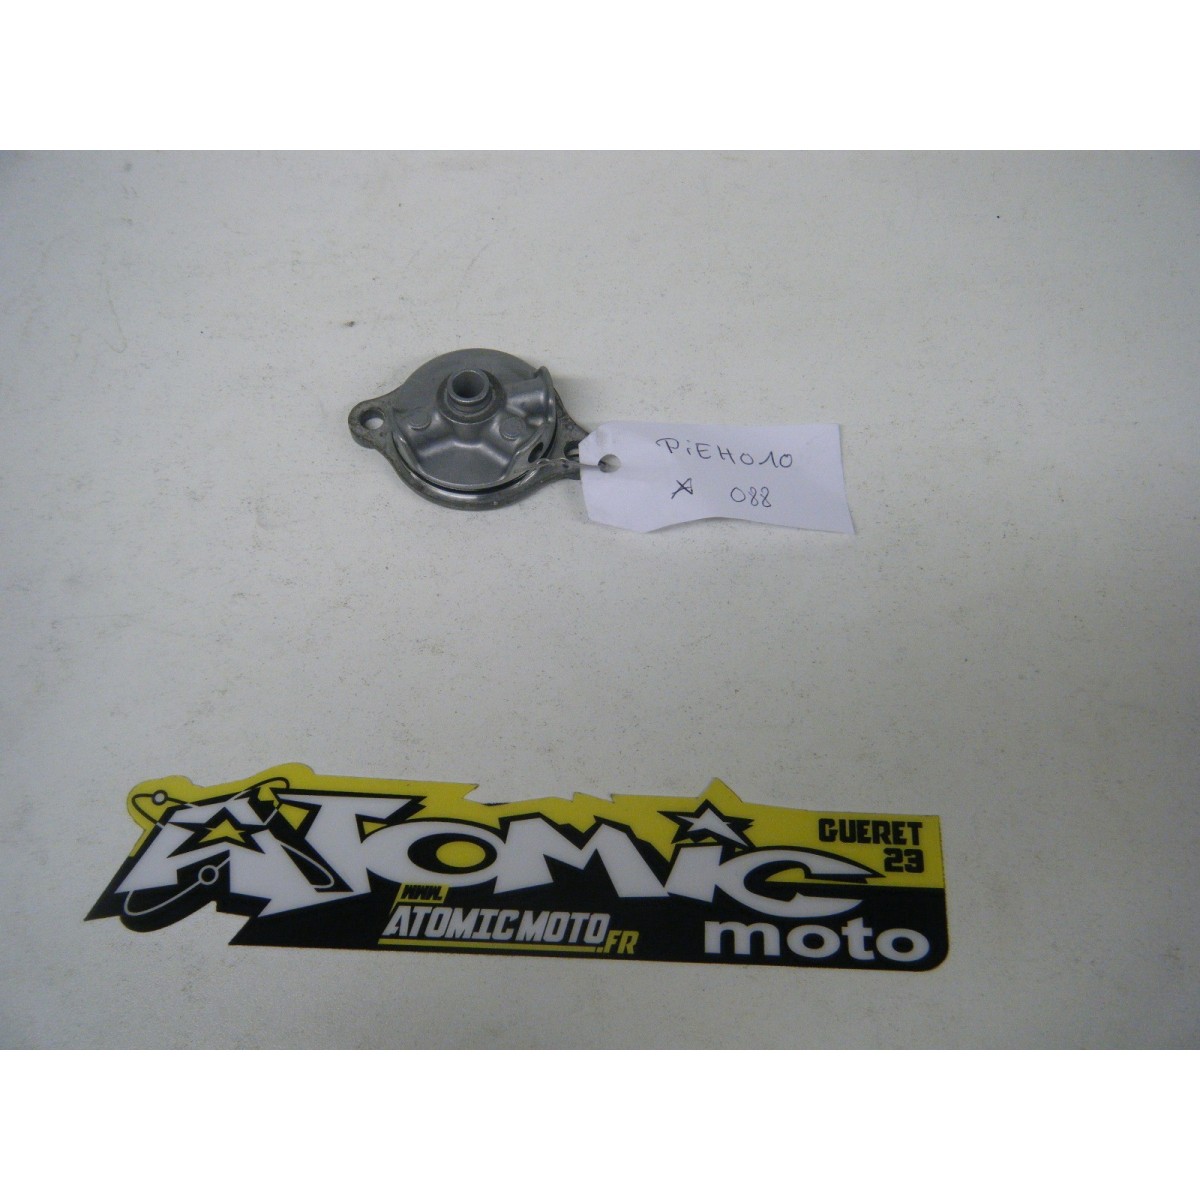 PiEH010
088
ATOMIC
moto
GUERET
23
WWW.
ATOMICMOTO.FR